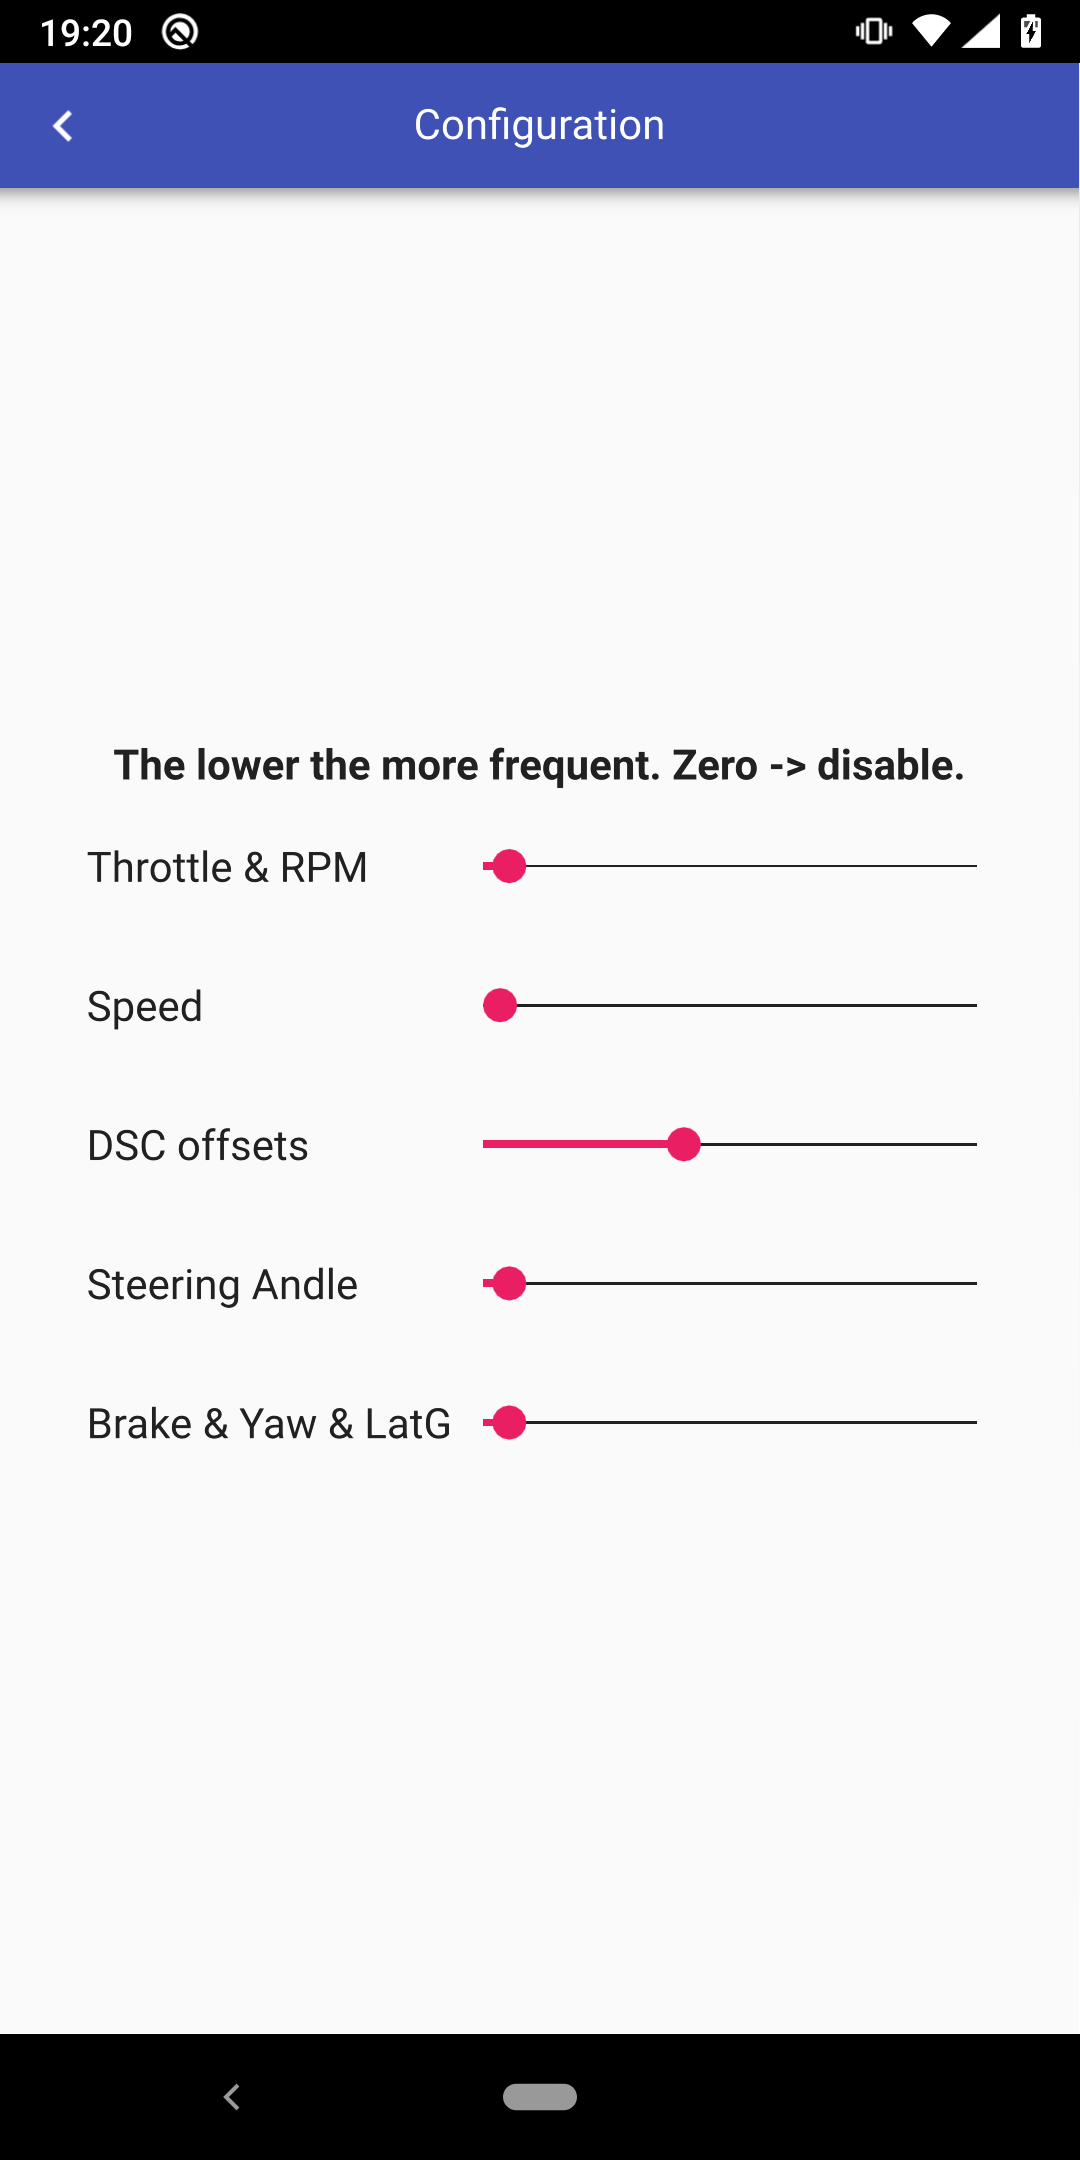 19:20
Configuration
The lower the more frequent. Zero -> disable.
Throttle & RPM
Speed
DSC offsets
Steering Andle
Brake & Yaw & LatG